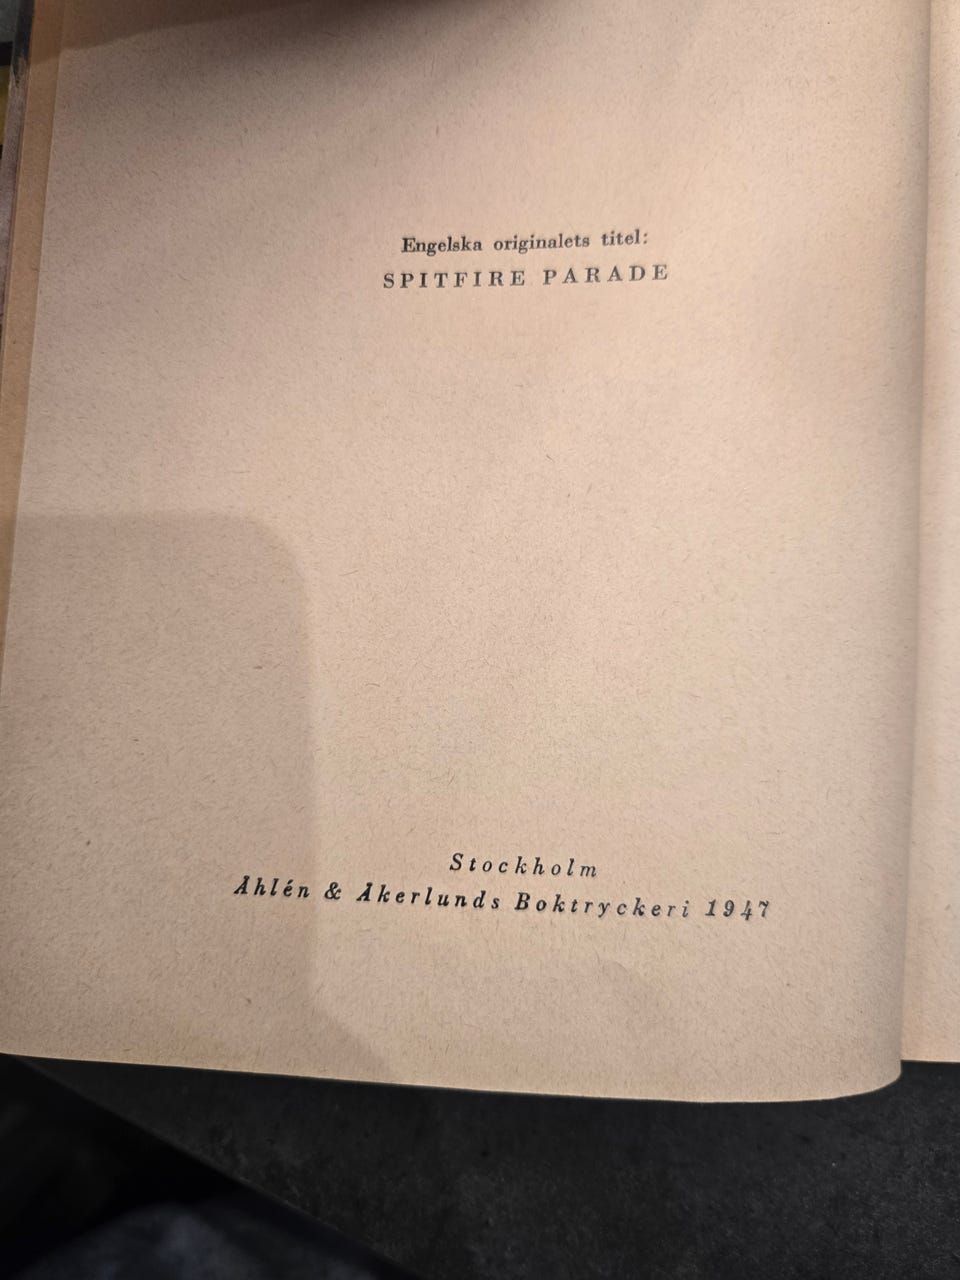 Engelska originalets titel:
SPITFIRE PARADE
Stockholm
Åhlén & Åkerlunds Boktryckeri 1947